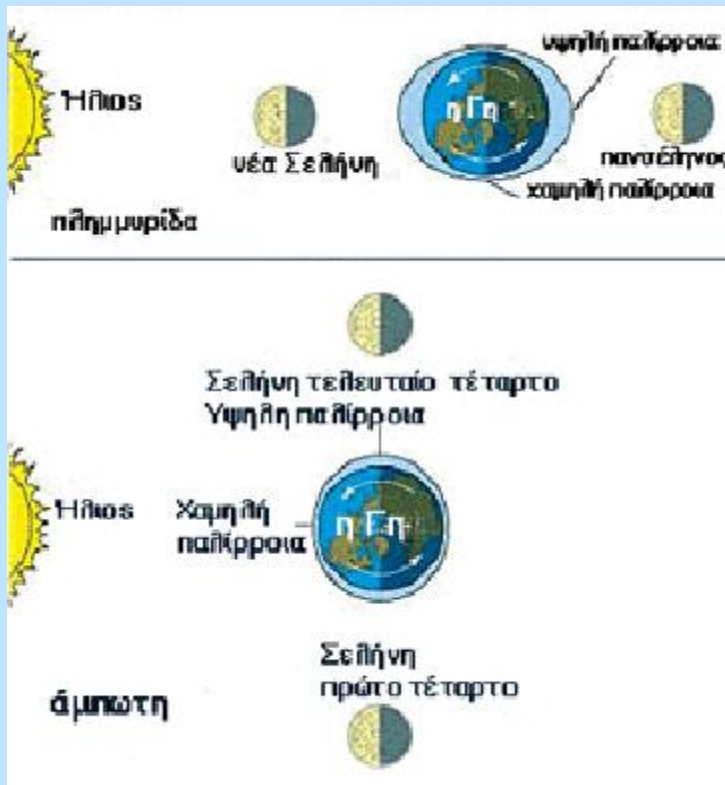 Ήλιος
νέα Σελήνη
η Γη
υψηλή παλίρροια
πανσέληνος
χαμηλή παλίρροια
πλημμυρίδα
Σελήνη τελευταίο τέταρτο
Υψηλη παλίρροια
Ήλιος
Χαμηλή
παλίρροια
η Γη
Σελήνη
πρώτο τέταρτο
άμπωτη